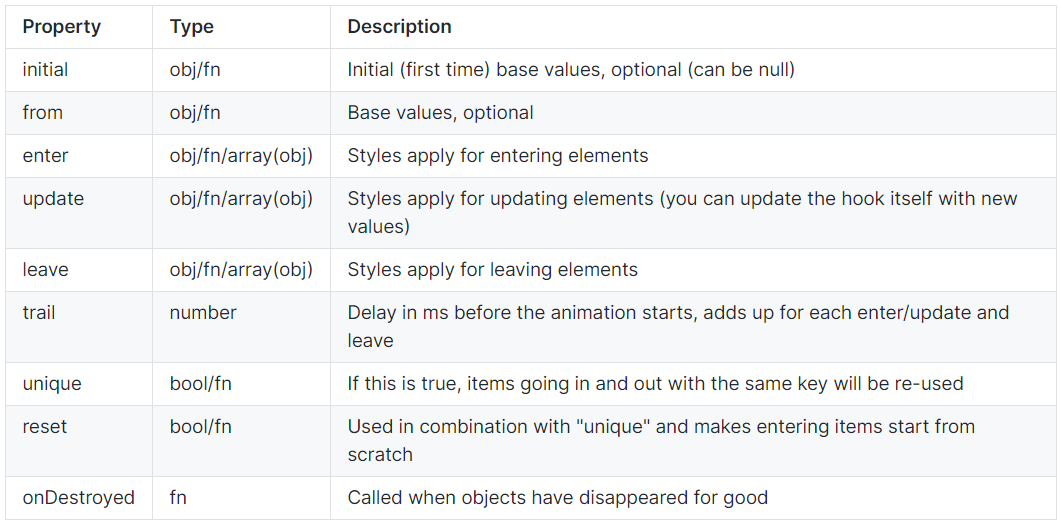 Property Type Description
initial obj/fn Initial (first time) base values, optional (can be null)
from obj/fn Base values, optional
enter obj/fn/array(obj) Styles apply for entering elements
update obj/fn/array(obj) Styles apply for updating elements (you can update the hook itself with new
values)
leave obj/fn/array(obj) Styles apply for leaving elements
trail number Delay in ms before the animation starts, adds up for each enter/update and
leave
unique bool/fn If this is true, items going in and out with the same key will be re-used
reset bool/fn Used in combination with "unique" and makes entering items start from
scratch
onDestroyed fn Called when objects have disappeared for good